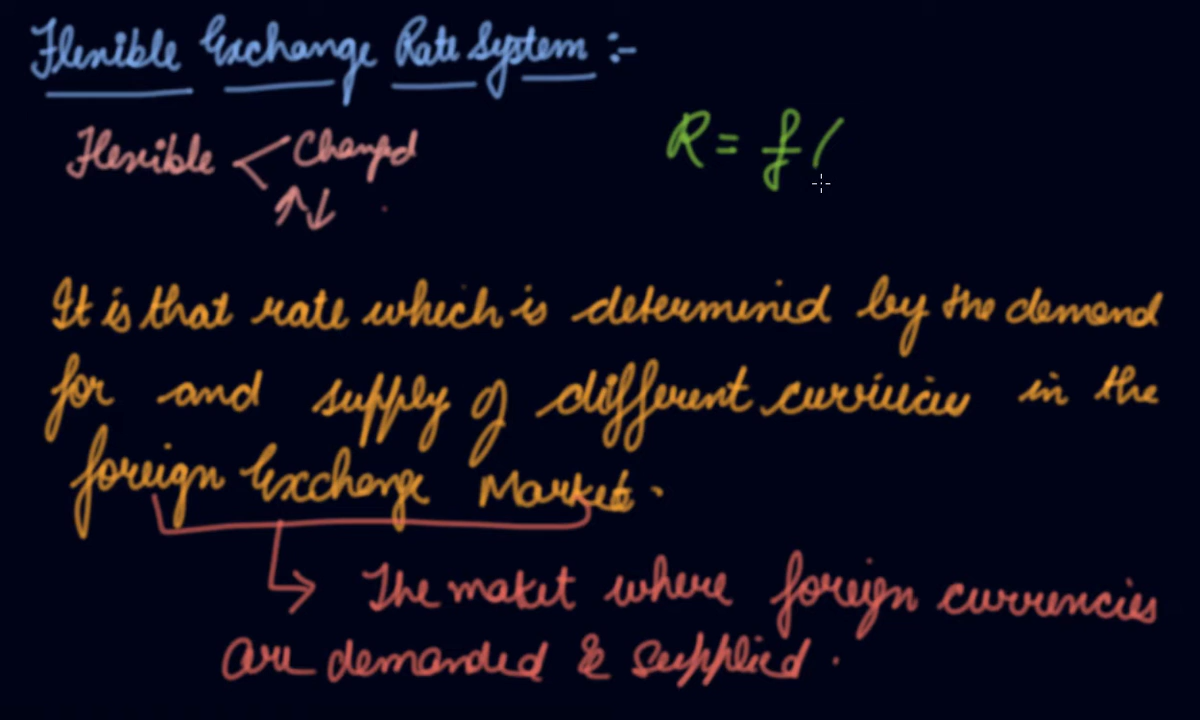 Flexible Exchange Rate System :-
Flexible < Changed
↑↓
R = f (
It is that rate which is determined by the demand
for and supply of different currencies in the
foreign Exchange Market.
→ The market where foreign currencies
are demanded & supplied.